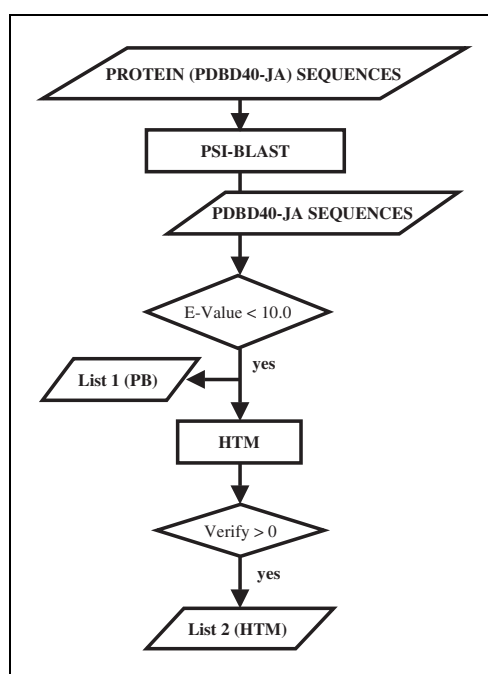 PROTEIN (PDBD40-JA) SEQUENCES
PSI-BLAST
PDBD40-JA SEQUENCES
E-Value < 10.0
yes
List 1 (PB)
HTM
Verify > 0
yes
List 2 (HTM)